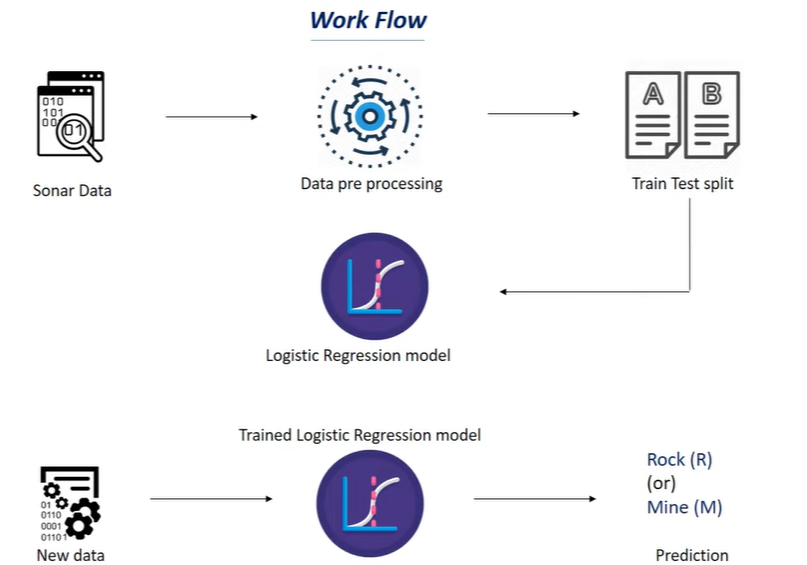 Work Flow
010
101
00
01
A
B
Sonar Data
Data pre processing
Train Test split
Logistic Regression model
Trained Logistic Regression model
01
0110
0001
01101
Rock (R)
(or)
Mine (M)
New data
Prediction